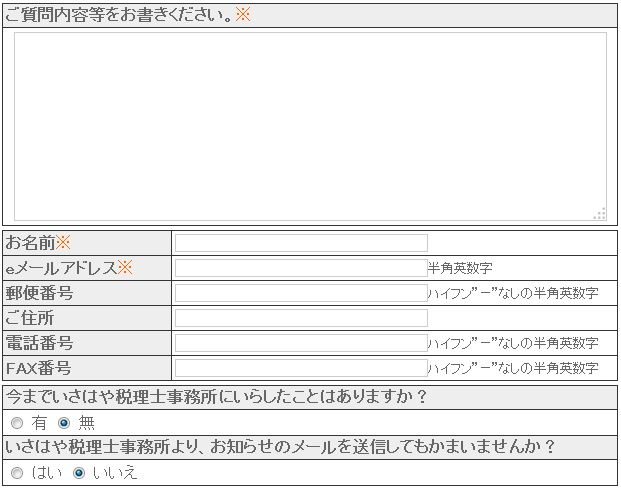 ご質問内容等をお書きください。※
お名前※
eメールアドレス※ 半角英数字
郵便番号 ハイフン”－”なしの半角英数字
ご住所
電話番号 ハイフン”－”なしの半角英数字
FAX番号 ハイフン”－”なしの半角英数字
今までいさはや税理士事務所にいらしたことはありますか？
有 無
いさはや税理士事務所より、お知らせのメールを送信してもかまいませんか？
はい いいえ